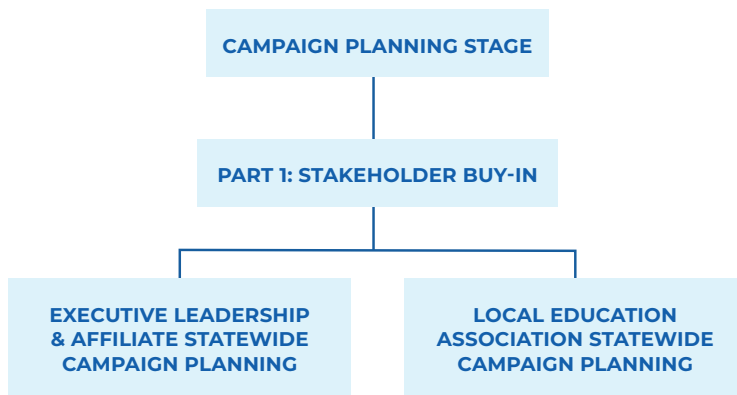 CAMPAIGN PLANNING STAGE
PART 1: STAKEHOLDER BUY-IN
EXECUTIVE LEADERSHIP
& AFFILIATE STATEWIDE
CAMPAIGN PLANNING
LOCAL EDUCATION
ASSOCIATION STATEWIDE
CAMPAIGN PLANNING